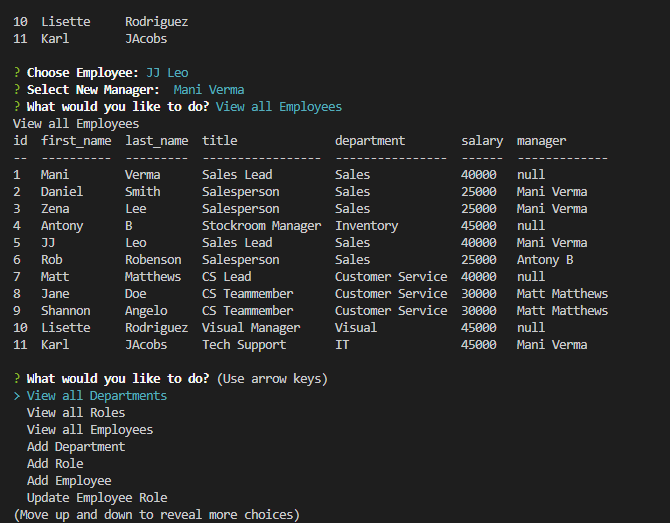 10  Lisette     Rodriguez
11  Karl        JAcobs
? Choose Employee: JJ Leo
? Select New Manager:  Mani Verma
? What would you like to do? View all Employees
View all Employees
id  first_name  last_name  title              department        salary  manager
--  ----------  ---------  -----------------  ----------------  ------  -------------
1   Mani        Verma      Sales Lead         Sales             40000   null
2   Daniel      Smith      Salesperson        Sales             25000   Mani Verma
3   Zena        Lee        Salesperson        Sales             25000   Mani Verma
4   Antony      B          Stockroom Manager  Inventory         45000   null
5   JJ          Leo        Sales Lead         Sales             40000   Mani Verma
6   Rob         Robenson   Salesperson        Sales             25000   Antony B
7   Matt        Matthews   CS Lead            Customer Service  40000   null
8   Jane        Doe        CS Teammember      Customer Service  30000   Matt Matthews
9   Shannon     Angelo     CS Teammember      Customer Service  30000   Matt Matthews
10  Lisette     Rodriguez  Visual Manager     Visual            45000   null
11  Karl        JAcobs     Tech Support       IT                45000   Mani Verma
? What would you like to do? (Use arrow keys)
> View all Departments
  View all Roles
  View all Employees
  Add Department
  Add Role
  Add Employee
  Update Employee Role
(Move up and down to reveal more choices)